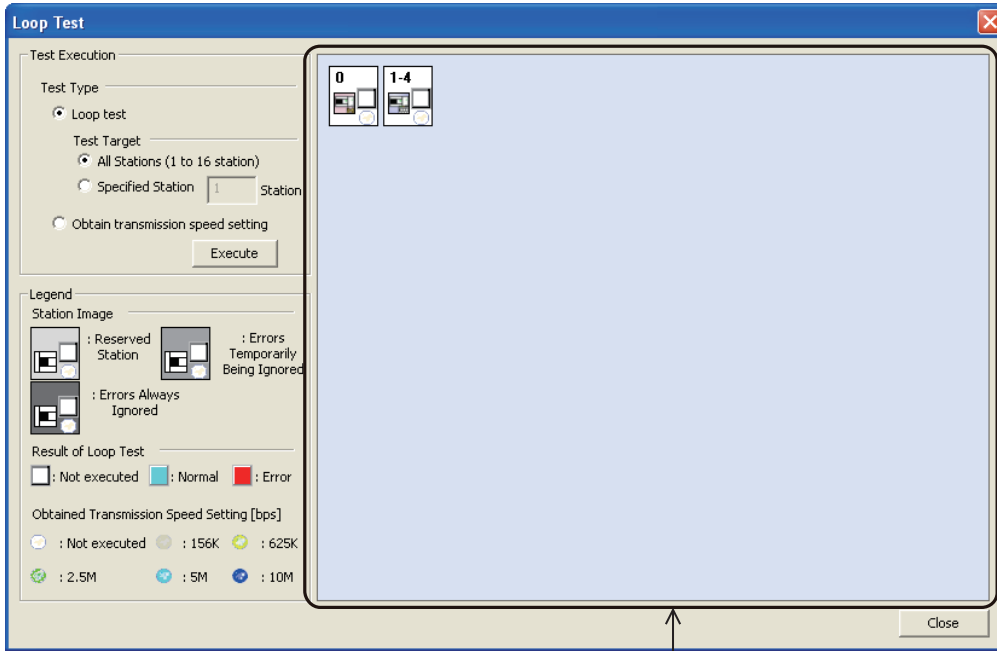 Loop Test
Test Execution
Test Type
Loop test
Test Target
All Stations (1 to 16 station)
Specified Station 1 Station
Obtain transmission speed setting
Execute
Legend
Station Image
: Reserved Station
: Errors Temporarily Being Ignored
: Errors Always Ignored
Result of Loop Test
: Not executed : Normal : Error
Obtained Transmission Speed Setting [bps]
: Not executed : 156K : 625K
: 2.5M : 5M : 10M
0 1-4
Close